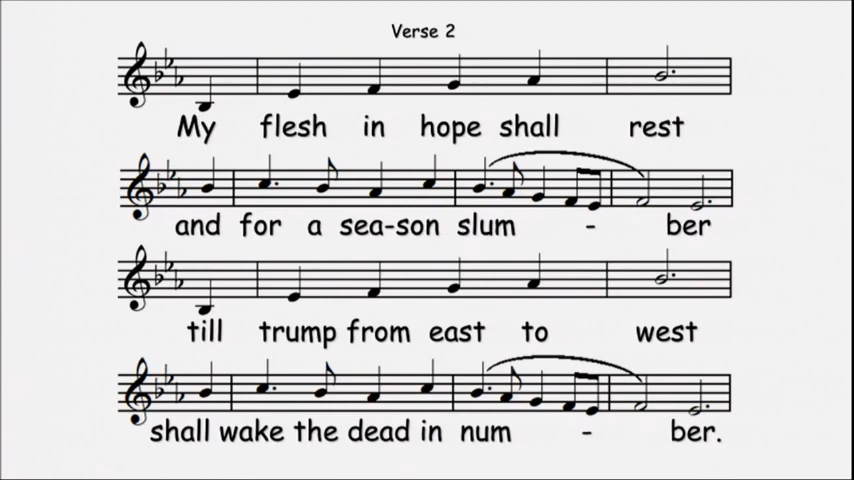 Verse 2
My flesh in hope shall rest
and for a sea-son slum - ber
till trump from east to west
shall wake the dead in num - ber.